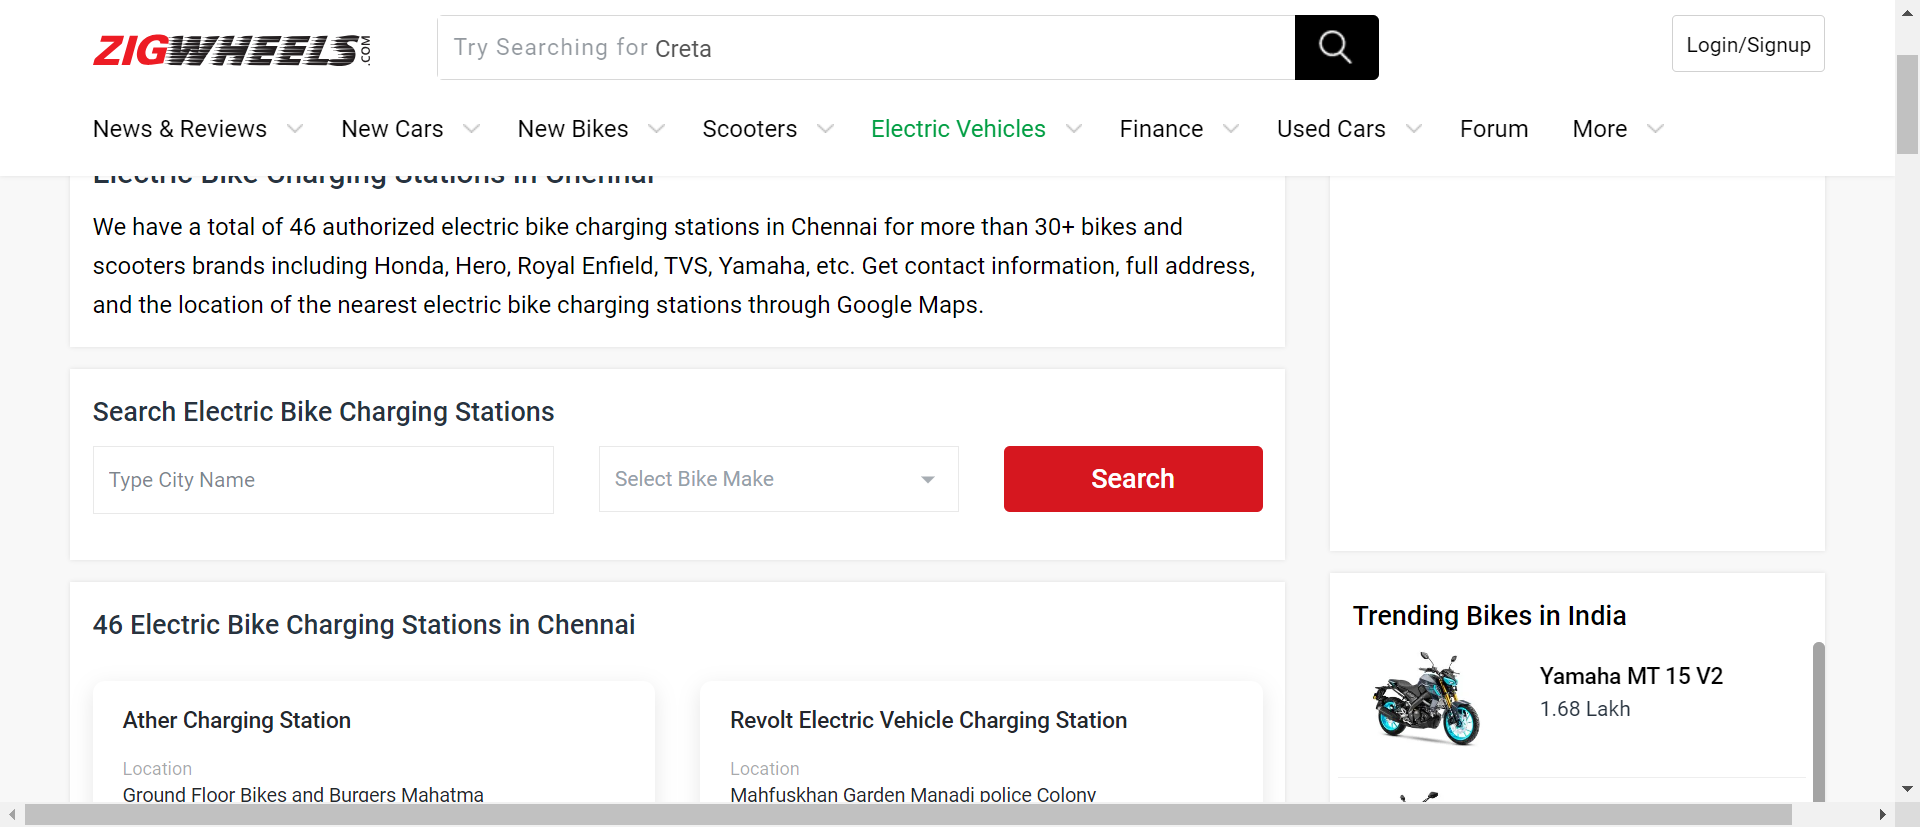 ZIGWHEELS.COM
Try Searching for Creta
Login/Signup
News & Reviews
New Cars
New Bikes
Scooters
Electric Vehicles
Finance
Used Cars
Forum
More
Electric Bike Charging Stations in Chennai
We have a total of 46 authorized electric bike charging stations in Chennai for more than 30+ bikes and
scooters brands including Honda, Hero, Royal Enfield, TVS, Yamaha, etc. Get contact information, full address,
and the location of the nearest electric bike charging stations through Google Maps.
Search Electric Bike Charging Stations
Type City Name
Select Bike Make
Search
46 Electric Bike Charging Stations in Chennai
Ather Charging Station
Location
Ground Floor Bikes and Burgers Mahatma
Revolt Electric Vehicle Charging Station
Location
Mahfuskhan Garden Manadi police Colony
Trending Bikes in India
Yamaha MT 15 V2
1.68 Lakh